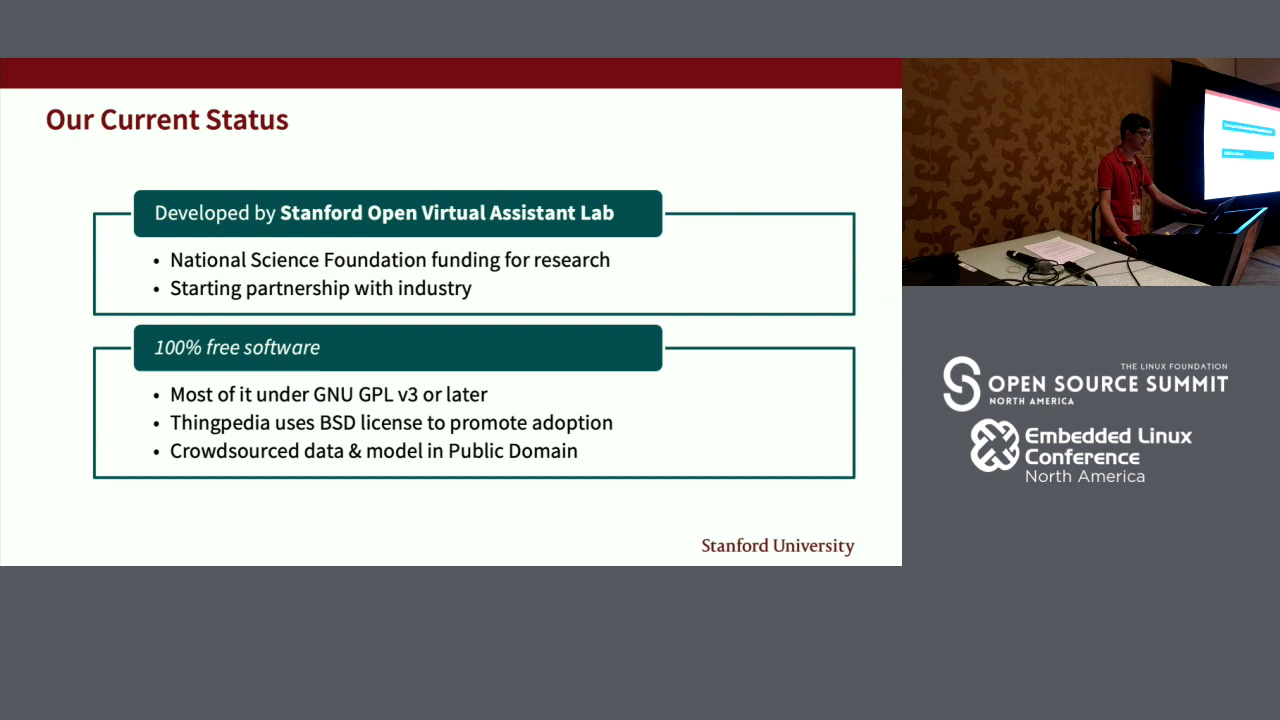 Our Current Status
Developed by Stanford Open Virtual Assistant Lab
• National Science Foundation funding for research
• Starting partnership with industry
100% free software
• Most of it under GNU GPL v3 or later
• Thingpedia uses BSD license to promote adoption
• Crowdsourced data & model in Public Domain
Stanford University
THE LINUX FOUNDATION
OPEN SOURCE SUMMIT
NORTH AMERICA
Embedded Linux
Conference
North America